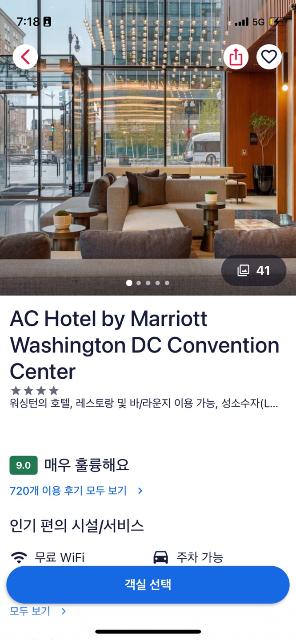 7:18
5G
41
AC Hotel by Marriott
Washington DC Convention
Center
워싱턴의 호텔, 레스토랑 및 바/라운지 이용 가능, 성소수자(L...
9.0 매우 훌륭해요
720개 이용 후기 모두 보기
인기 편의 시설/서비스
무료 WiFi 주차 가능
객실 선택
모두 보기